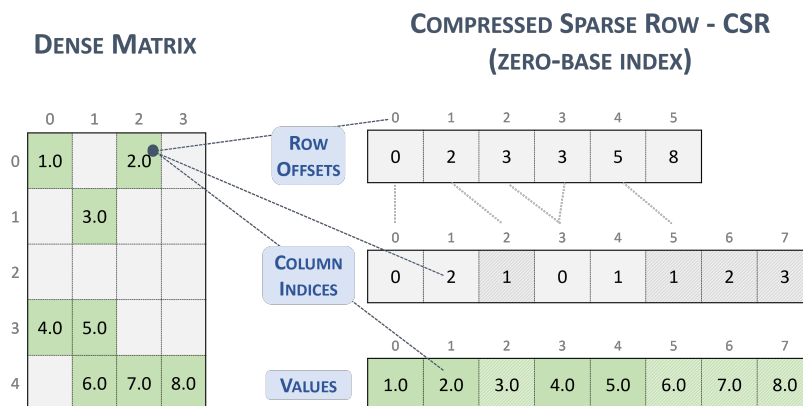 DENSE MATRIX
COMPRESSED SPARSE ROW - CSR
(ZERO-BASE INDEX)
0 1 2 3
0 1.0 2.0
1 3.0
2
3 4.0 5.0
4 6.0 7.0 8.0
ROW
OFFSETS
0 1 2 3 4 5
0 2 3 3 5 8
COLUMN
INDICES
0 1 2 3 4 5 6 7
0 2 1 0 1 1 2 3
VALUES
0 1 2 3 4 5 6 7
1.0 2.0 3.0 4.0 5.0 6.0 7.0 8.0